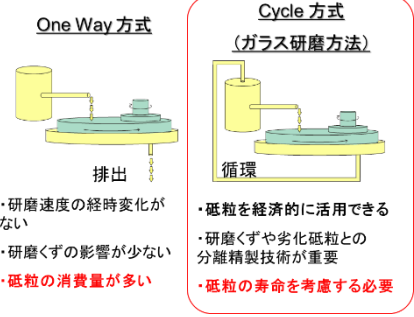 One Way 方式
排出
・研磨速度の経時変化が
ない
・研磨くずの影響が少ない
・砥粒の消費量が多い
Cycle 方式
（ガラス研磨方法）
循環
・砥粒を経済的に活用できる
・研磨くずや劣化砥粒との
分離精製技術が重要
・砥粒の寿命を考慮する必要